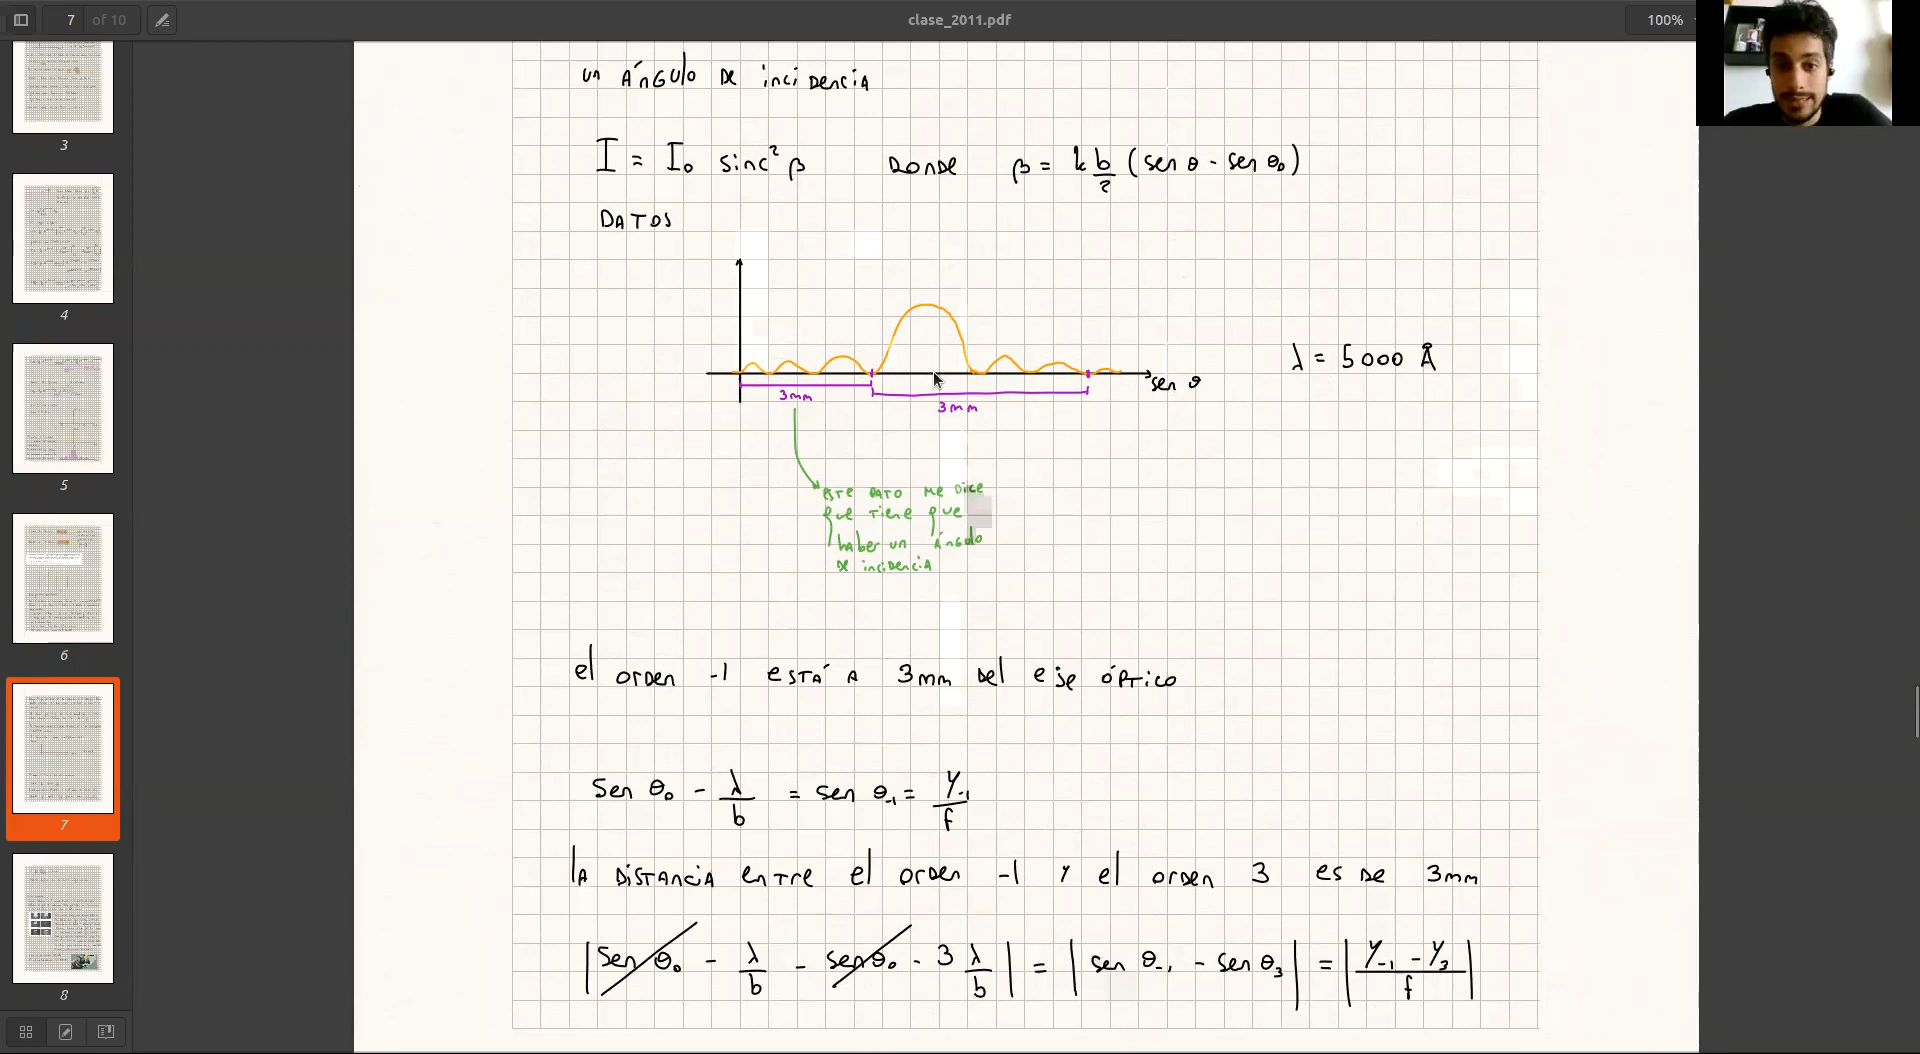 7 of 10
clase_2011.pdf
100%
3
4
5
6
7
8
un ángulo de incidencia
I = I₀ sinc² β donde β = k b/2 (sen θ - sen θ₀)
Datos
λ = 5000 Å
sen θ
3mm
3mm
este dato me dice
que tiene que
haber un ángulo
de incidencia
el orden -1 está a 3mm del eje óptico
sen θ₀ - λ/b = sen θ₋₁ = y₋₁/f
la distancia entre el orden -1 y el orden 3 es de 3mm
|sen θ₀ - λ/b - sen θ₀ - 3 λ/b| = |sen θ₋₁ - sen θ₃| = |y₋₁ - y₃ / f|